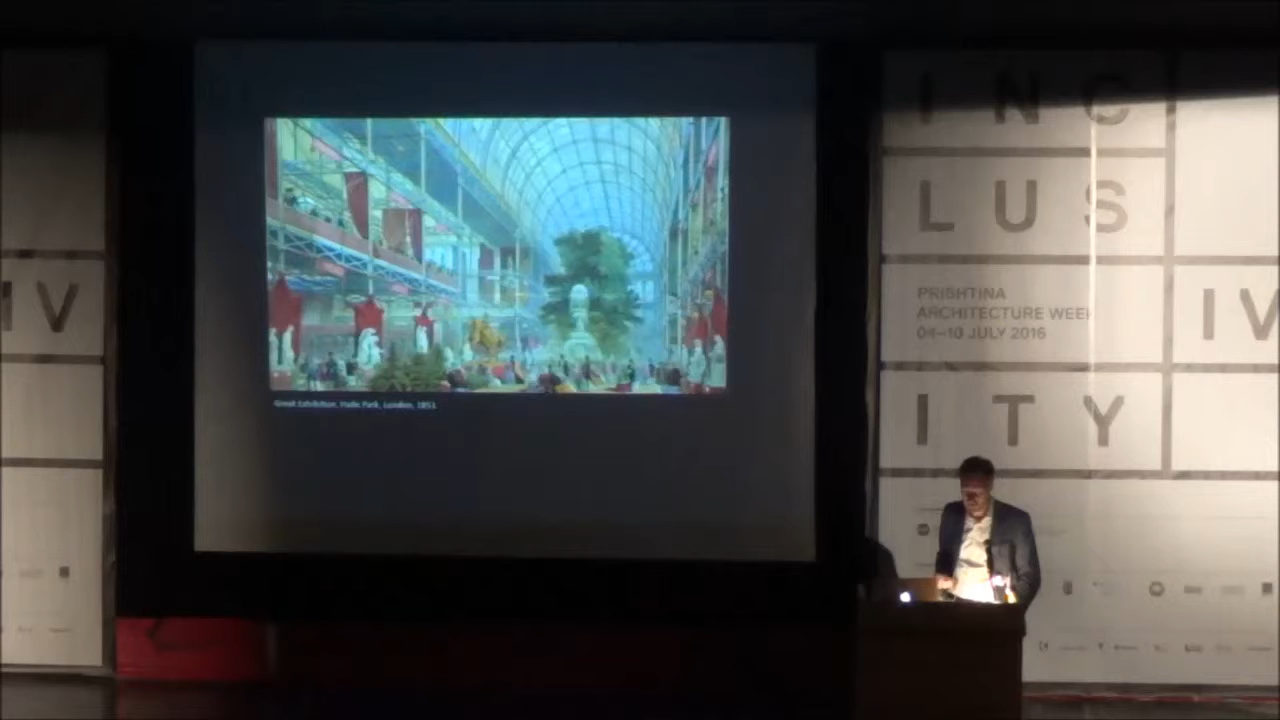 IV
Great Exhibition, Hyde Park, London, 1851
INC
LUS
PRISHTINA
ARCHITECTURE WEEK
04–10 JULY 2016
IV
ITY